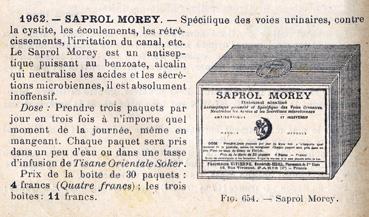 1962. — SAPROL MOREY. — Spécifique des voies urinaires, contre
la cystite, les écoulements, les rétré-
cissements, l'irritation du canal, etc.
Le Saprol Morey est un antisep-
tique puissant au benzoate, alcalin
qui neutralise les acides et les sécré-
tions microbiennes, il est absolument
inoffensif.
Dose : Prendre trois paquets par
jour en trois fois à n'importe quel
moment de la journée, même en
mangeant. Chaque paquet sera pris
dans un peu d'eau ou dans une tasse
d'infusion de Tisane Orientale Soker.
Prix de la boîte de 30 paquets :
4 francs (Quatre francs); les trois
boîtes : 11 francs.
SAPROL MOREY
ANTISEPTIQUE ET INOFFENSIF
PARIS
FIG. 654. — Saprol Morey.